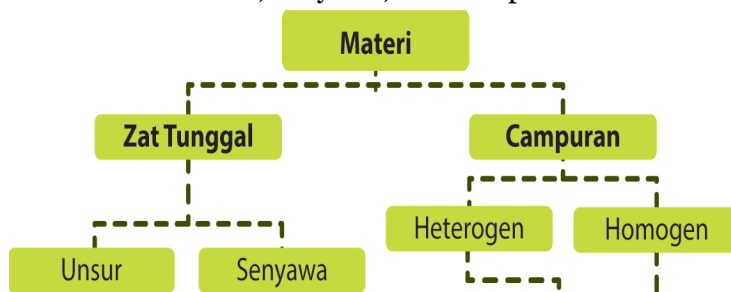 Materi
Zat Tunggal
Campuran
Heterogen
Homogen
Unsur
Senyawa